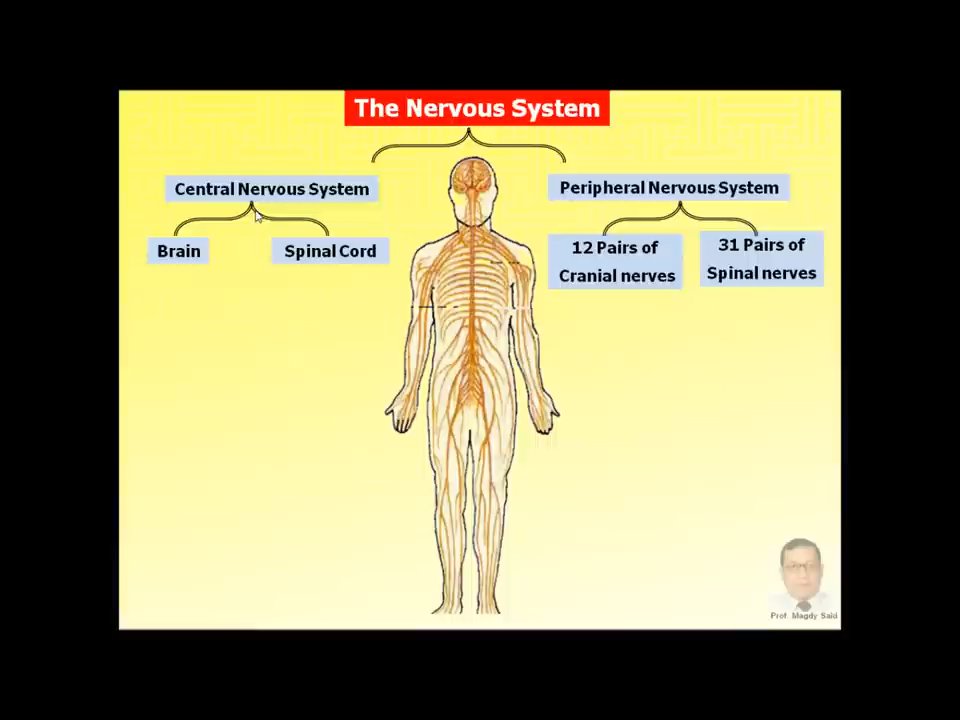 The Nervous System
Central Nervous System
Peripheral Nervous System
Brain
Spinal Cord
12 Pairs of
Cranial nerves
31 Pairs of
Spinal nerves
Prof. Magdy Said